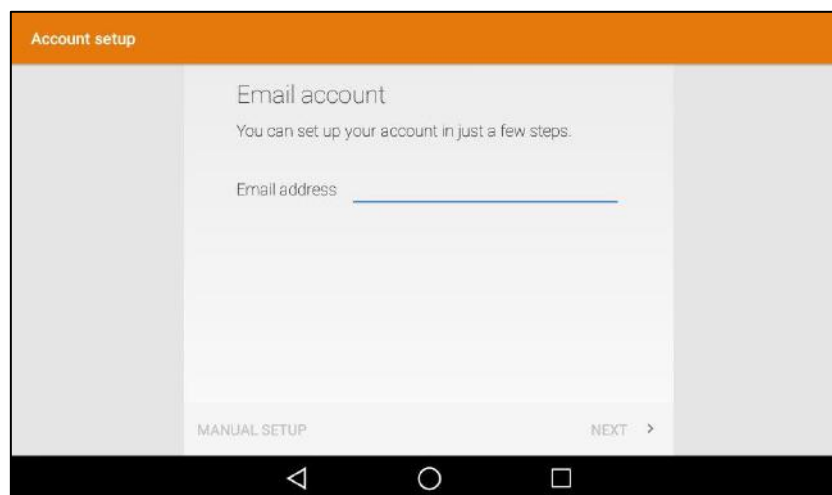 Account setup
Email account
You can set up your account in just a few steps.
Email address
MANUAL SETUP
NEXT